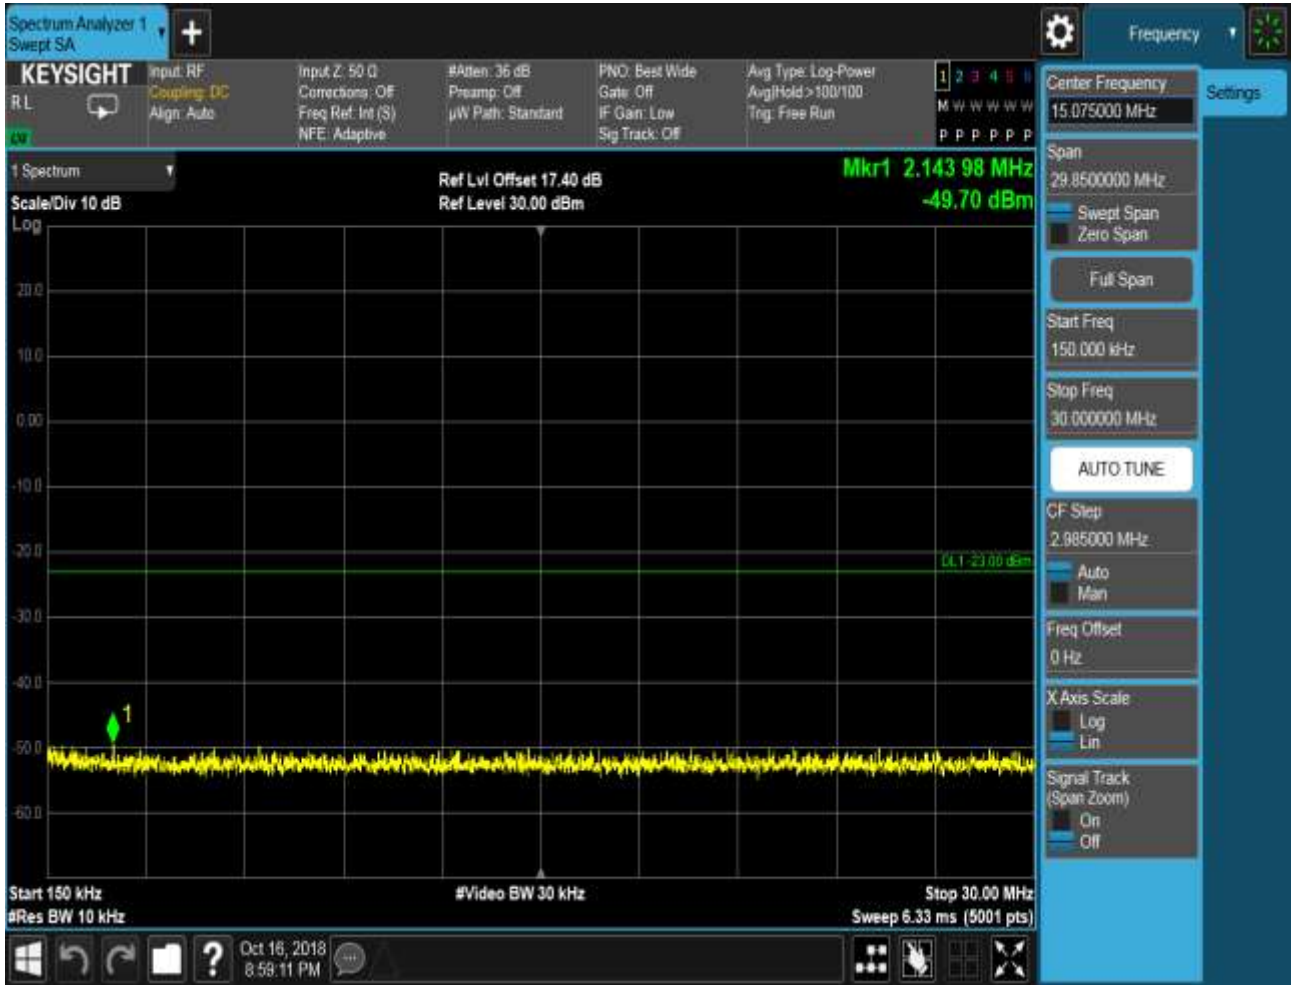 Spectrum Analyzer 1
Swept SA
Frequency
KEYSIGHT
R L
LW
Input: RF
Coupling: DC
Align: Auto
Input Z: 50 Ω
Corrections: Off
Freq Ref: Int (S)
NFE: Adaptive
#Atten: 36 dB
Preamp: Off
µW Path: Standard
PNO: Best Wide
Gate: Off
IF Gain: Low
Sig Track: Off
Avg Type: Log-Power
Avg|Hold:>100/100
Trig: Free Run
1 2 3 4 5 6
M W W W W W
P P P P P P
1 Spectrum
Scale/Div 10 dB
Log
Ref Lvl Offset 17.40 dB
Ref Level 30.00 dBm
Mkr1 2.143 98 MHz
-49.70 dBm
20.0
10.0
0.00
-10.0
-20.0
-30.0
-40.0
-50.0
-60.0
DL1 -23.00 dBm
1
Start 150 kHz
#Res BW 10 kHz
#Video BW 30 kHz
Stop 30.00 MHz
Sweep 6.33 ms (5001 pts)
Center Frequency
15.075000 MHz
Settings
Span
29.8500000 MHz
Swept Span
Zero Span
Full Span
Start Freq
150.000 kHz
Stop Freq
30.000000 MHz
AUTO TUNE
CF Step
2.985000 MHz
Auto
Man
Freq Offset
0 Hz
X Axis Scale
Log
Lin
Signal Track
(Span Zoom)
On
Off
?
Oct 16, 2018
8:59:11 PM